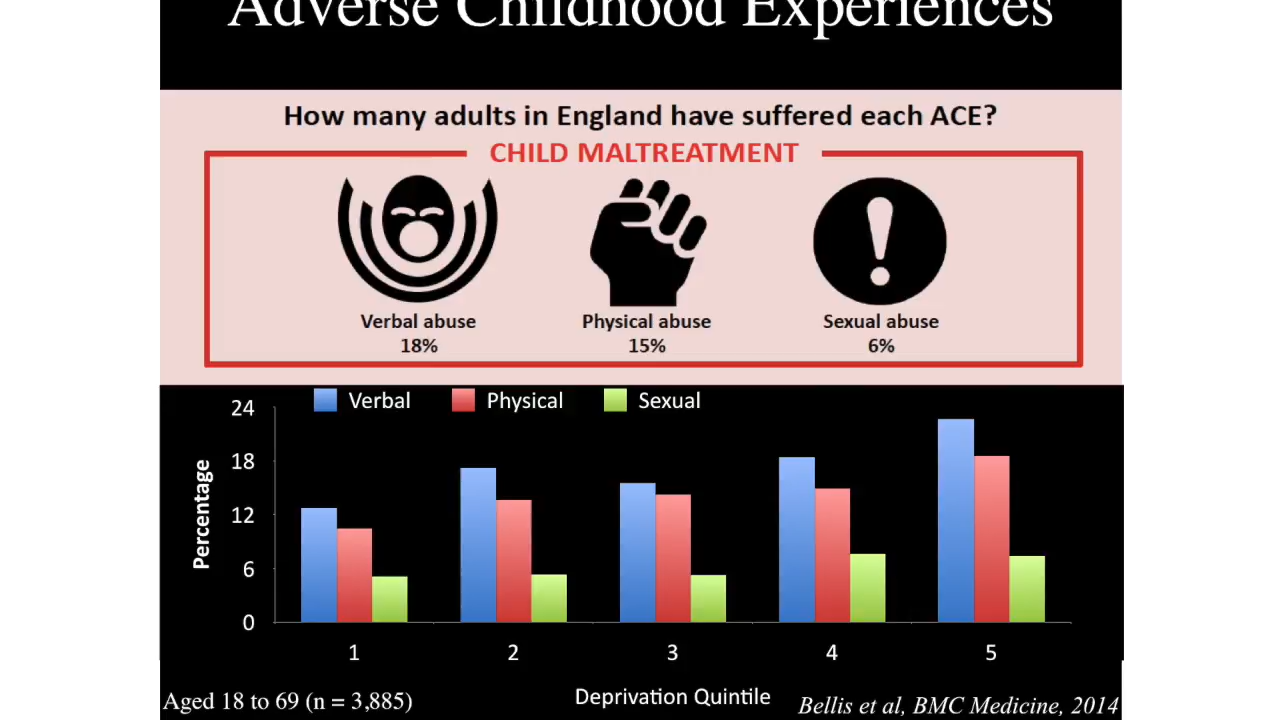 Adverse Childhood Experiences
How many adults in England have suffered each ACE?
CHILD MALTREATMENT
Verbal abuse
18%
Physical abuse
15%
Sexual abuse
6%
Verbal Physical Sexual
24
18
12
6
0
Percentage
1 2 3 4 5
Deprivation Quintile
Aged 18 to 69 (n = 3,885)
Bellis et al, BMC Medicine, 2014